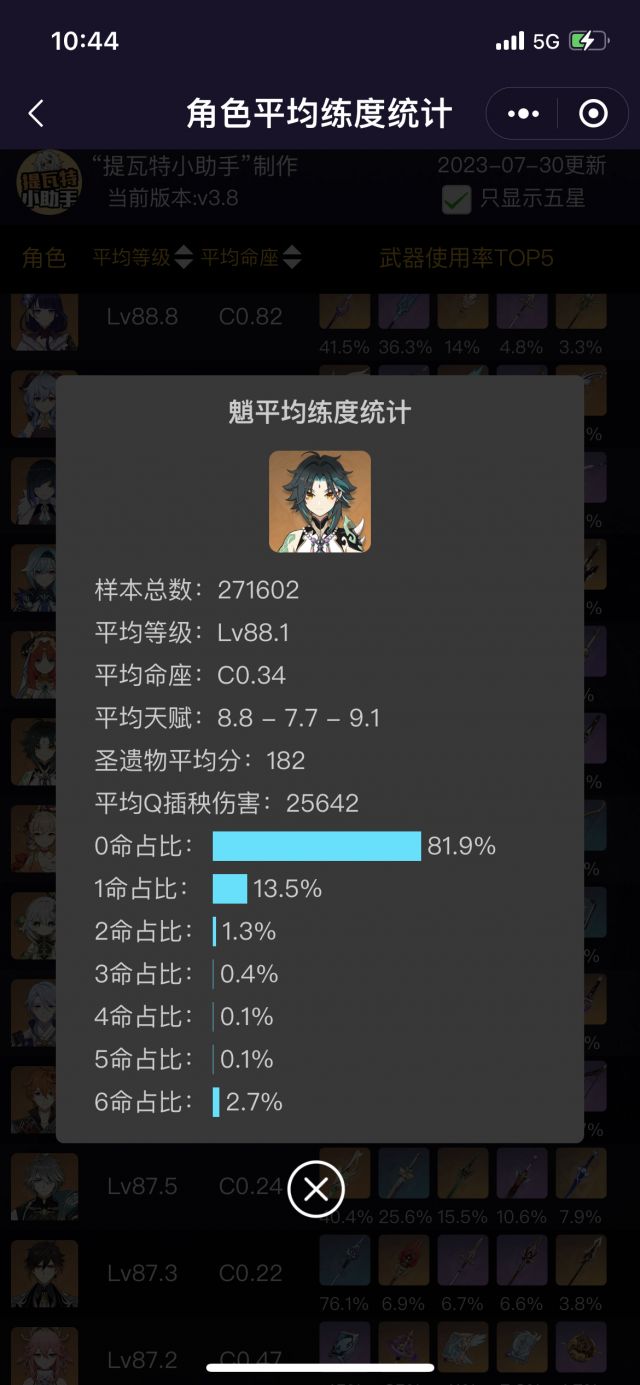 10:44
5G
角色平均练度统计
提瓦特
小助手
“提瓦特小助手”制作
2023-07-30更新
当前版本:v3.8
只显示五星
角色 平均等级 平均命座 武器使用率TOP5
Lv88.8 C0.82
41.5% 36.3% 14% 4.8% 3.3%
魈平均练度统计
样本总数：271602
平均等级：Lv88.1
平均命座：C0.34
平均天赋：8.8 - 7.7 - 9.1
圣遗物平均分：182
平均Q插秧伤害：25642
0命占比：81.9%
1命占比：13.5%
2命占比：1.3%
3命占比：0.4%
4命占比：0.1%
5命占比：0.1%
6命占比：2.7%
Lv87.5 C0.24
25.6% 15.5% 10.6% 7.9%
Lv87.3 C0.22
76.1% 6.9% 6.7% 6.6% 3.8%
Lv87.2 C0.47